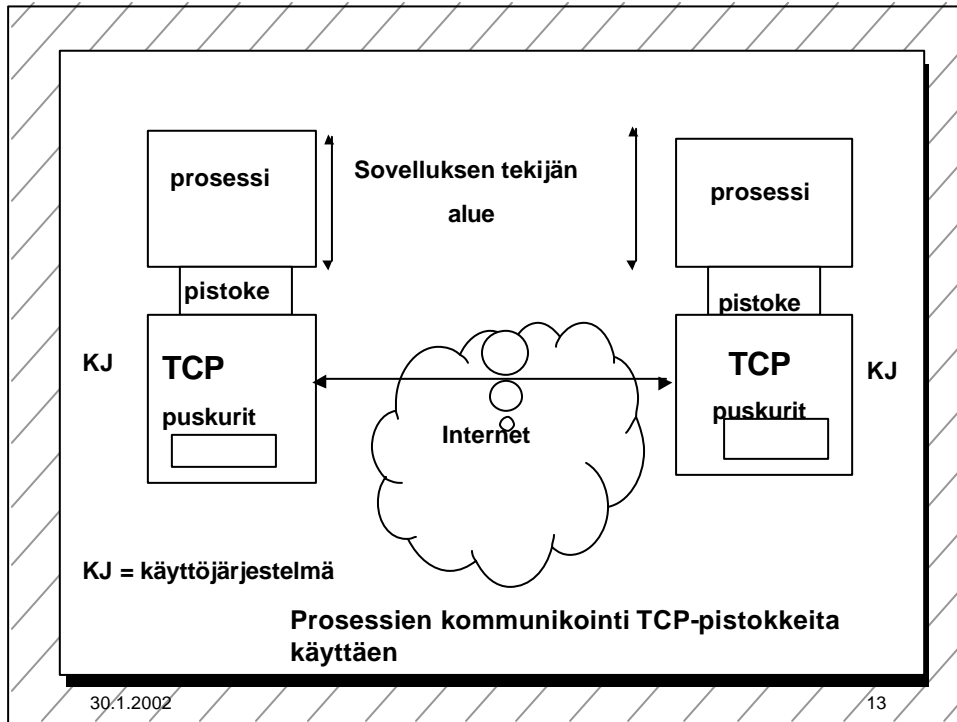 prosessi
Sovelluksen tekijän
alue
prosessi
pistoke
pistoke
KJ
TCP
puskurit
Internet
TCP
puskurit
KJ
KJ = käyttöjärjestelmä
Prosessien kommunikointi TCP-pistokkeita
käyttäen
30.1.2002
13